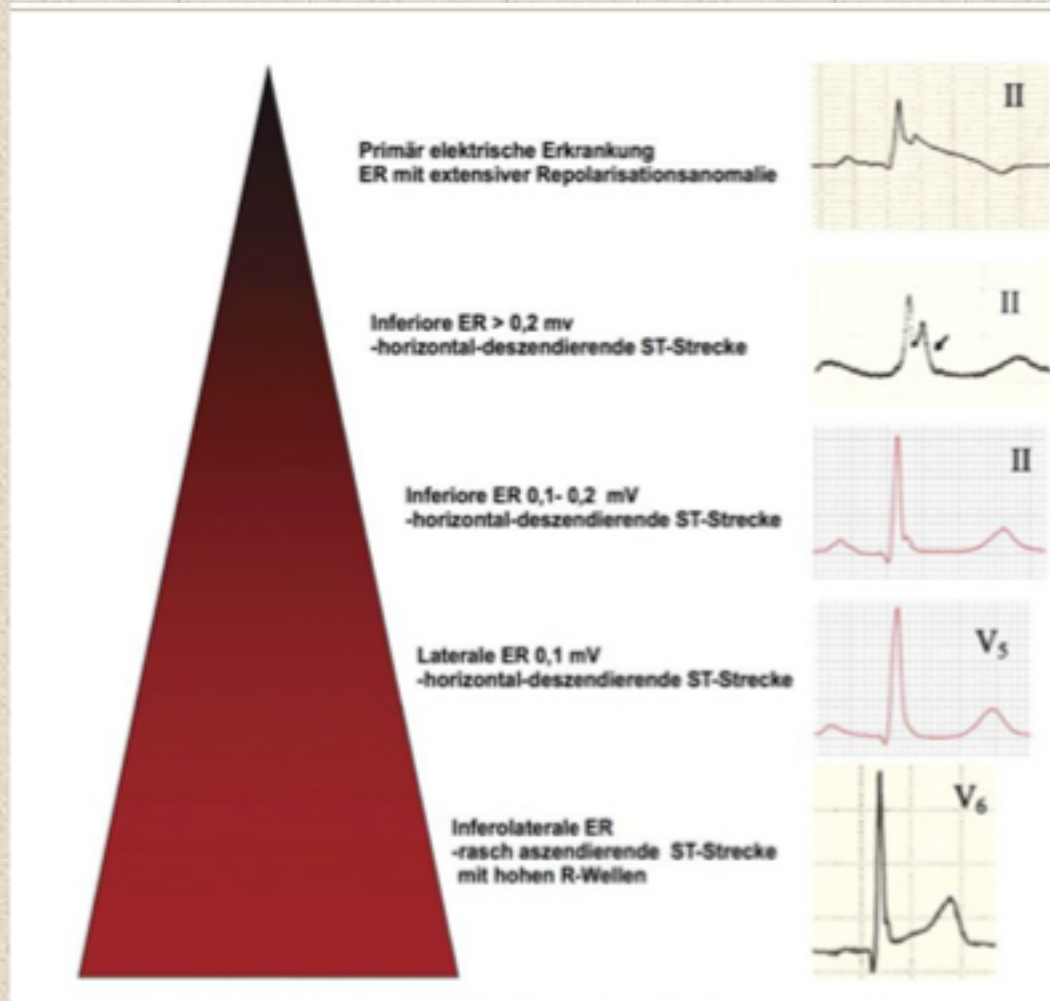 Primär elektrische Erkrankung
ER mit extensiver Repolarisationsanomalie
II
Inferiore ER > 0,2 mv
-horizontal-deszendierende ST-Strecke
II
Inferiore ER 0,1- 0,2 mV
-horizontal-deszendierende ST-Strecke
II
Laterale ER 0,1 mV
-horizontal-deszendierende ST-Strecke
V5
Inferolaterale ER
-rasch aszendierende ST-Strecke
mit hohen R-Wellen
V6